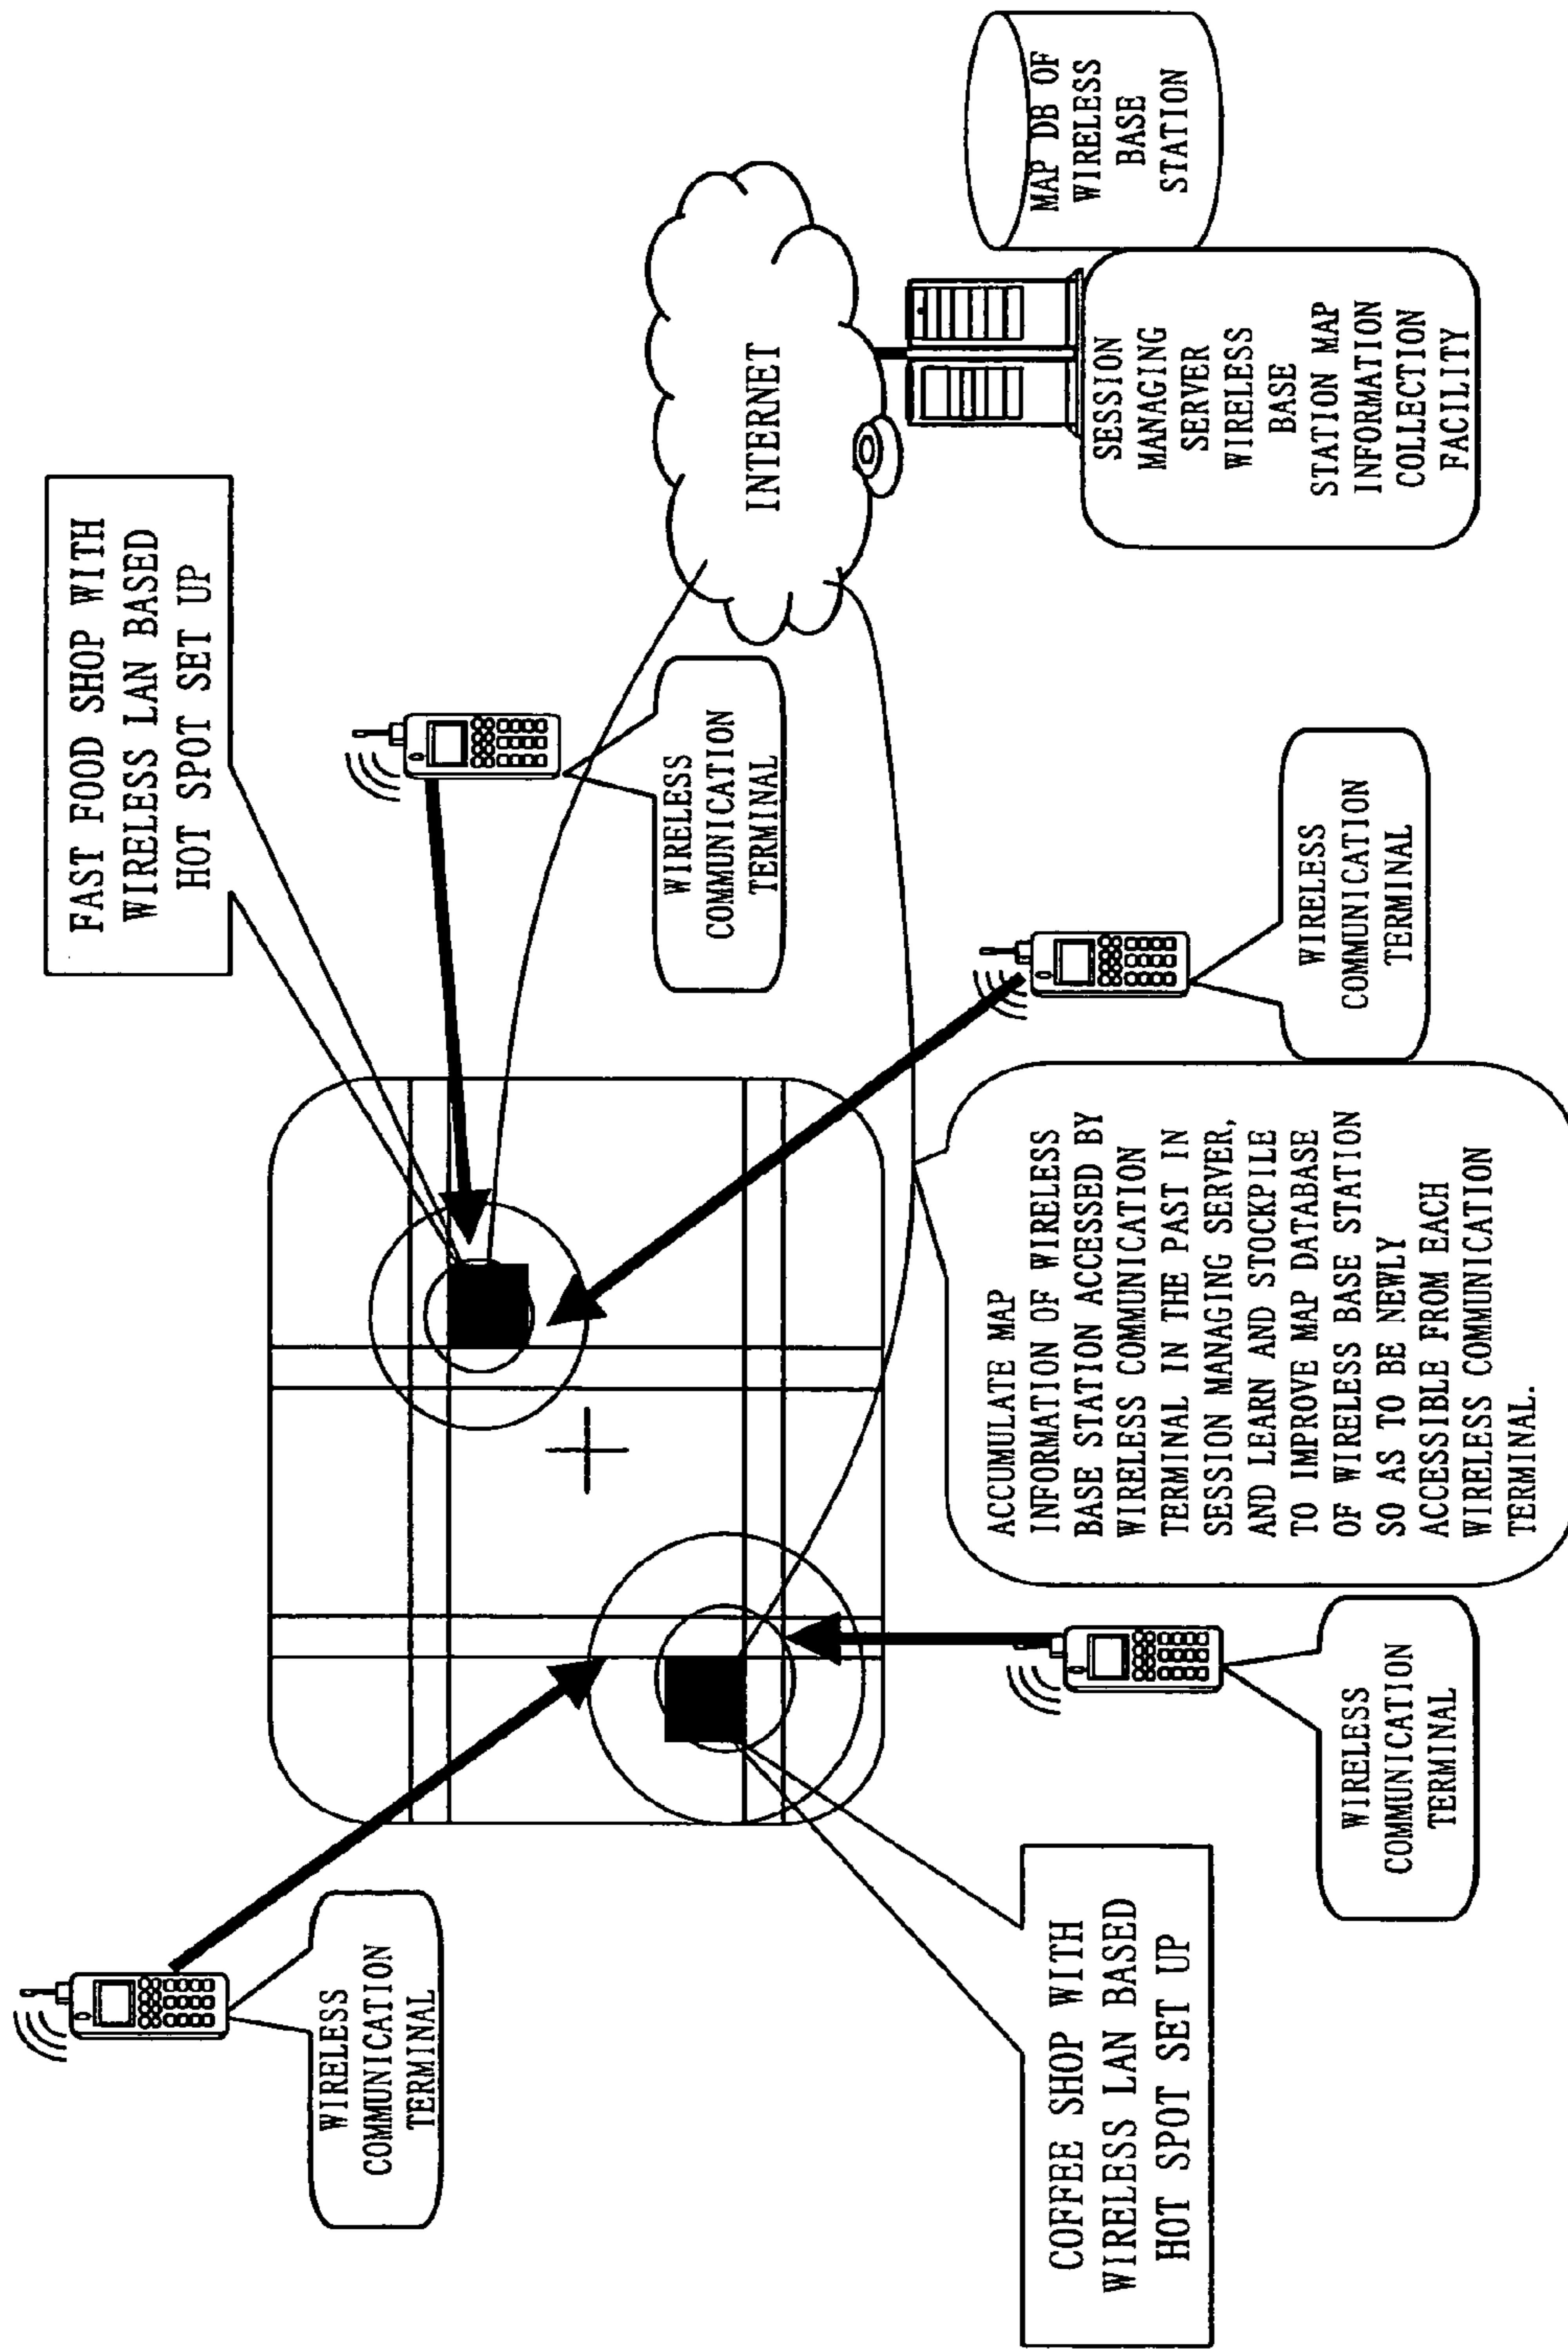 FAST FOOD SHOP WITH
WIRELESS LAN BASED
HOT SPOT SET UP
WIRELESS
COMMUNICATION
TERMINAL
WIRELESS
COMMUNICATION
TERMINAL
INTERNET
MAP DB OF
WIRELESS
BASE
STATION
SESSION
MANAGING
SERVER
WIRELESS
BASE
STATION MAP
INFORMATION
COLLECTION
FACILITY
COFFEE SHOP WITH
WIRELESS LAN BASED
HOT SPOT SET UP
WIRELESS
COMMUNICATION
TERMINAL
ACCUMULATE MAP
INFORMATION OF WIRELESS
BASE STATION ACCESSED BY
WIRELESS COMMUNICATION
TERMINAL IN THE PAST IN
SESSION MANAGING SERVER,
AND LEARN AND STOCKPILE
TO IMPROVE MAP DATABASE
OF WIRELESS BASE STATION
SO AS TO BE NEWLY
ACCESSIBLE FROM EACH
WIRELESS COMMUNICATION
TERMINAL.
WIRELESS
COMMUNICATION
TERMINAL